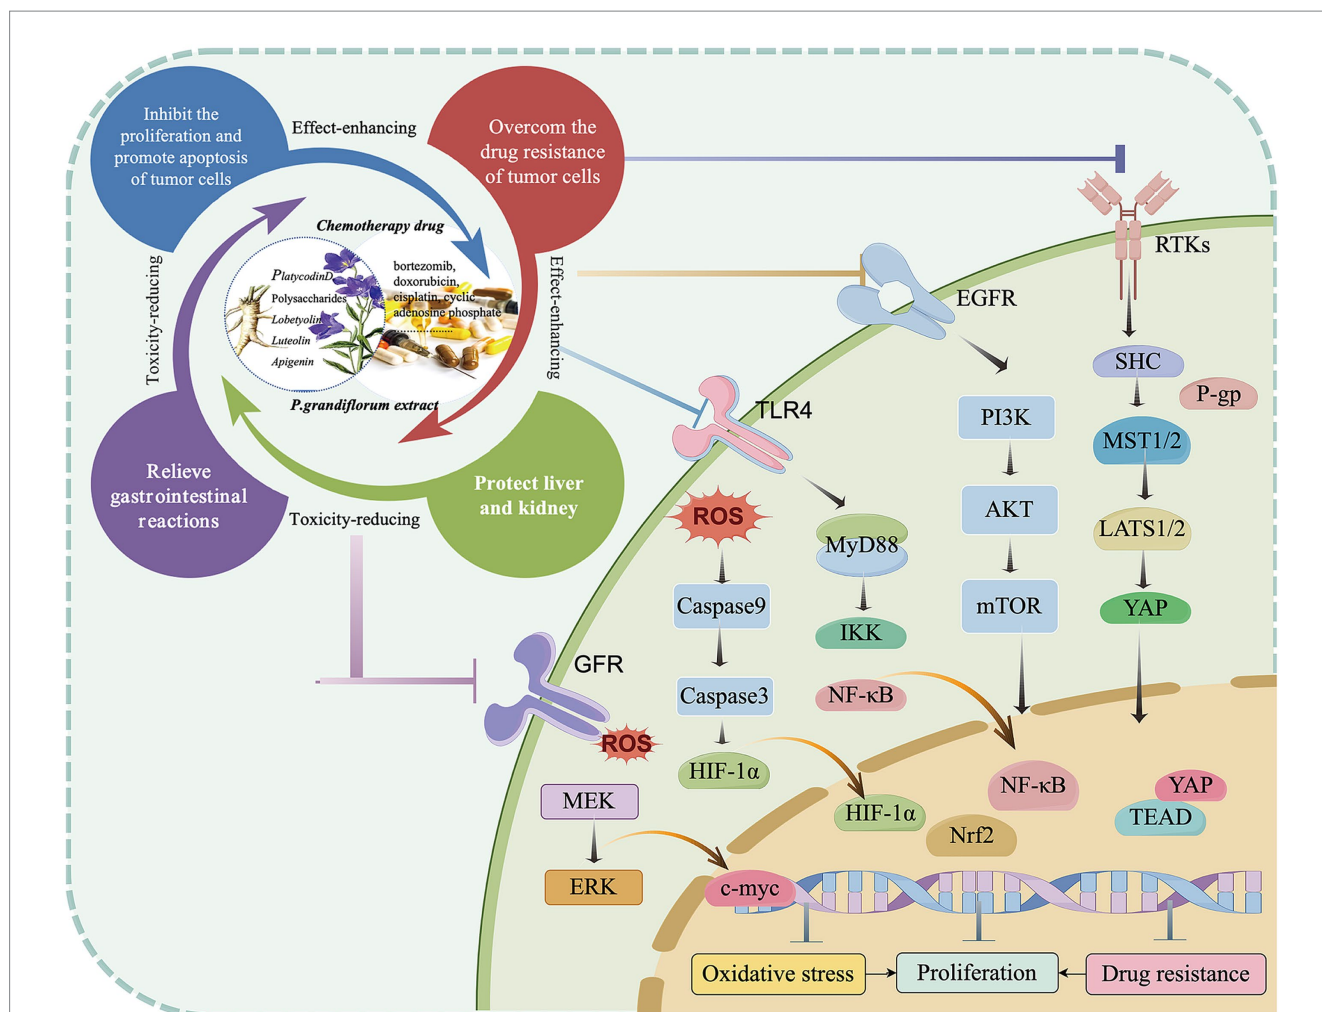 Inhibit the
proliferation and
promote apoptosis
of tumor cells
Effect-enhancing
Overcom the
drug resistance
of tumor cells
Effect-enhancing
Toxicity-reducing
Chemotherapy drug
PlatycodinD
Polysaccharides
Lobetyolin
Luteolin
Apigenin
bortezomib,
doxorubicin,
cisplatin, cyclic
adenosine phosphate
P.grandiflorum extract
Relieve
gastrointestinal
reactions
Protect liver
and kidney
Toxicity-reducing
RTKs
EGFR
TLR4
GFR
SHC
P-gp
MST1/2
LATS1/2
YAP
PI3K
AKT
mTOR
MyD88
IKK
NF-κB
ROS
Caspase9
Caspase3
HIF-1α
ROS
MEK
ERK
c-myc
HIF-1α
Nrf2
NF-κB
YAP
TEAD
Oxidative stress
Proliferation
Drug resistance